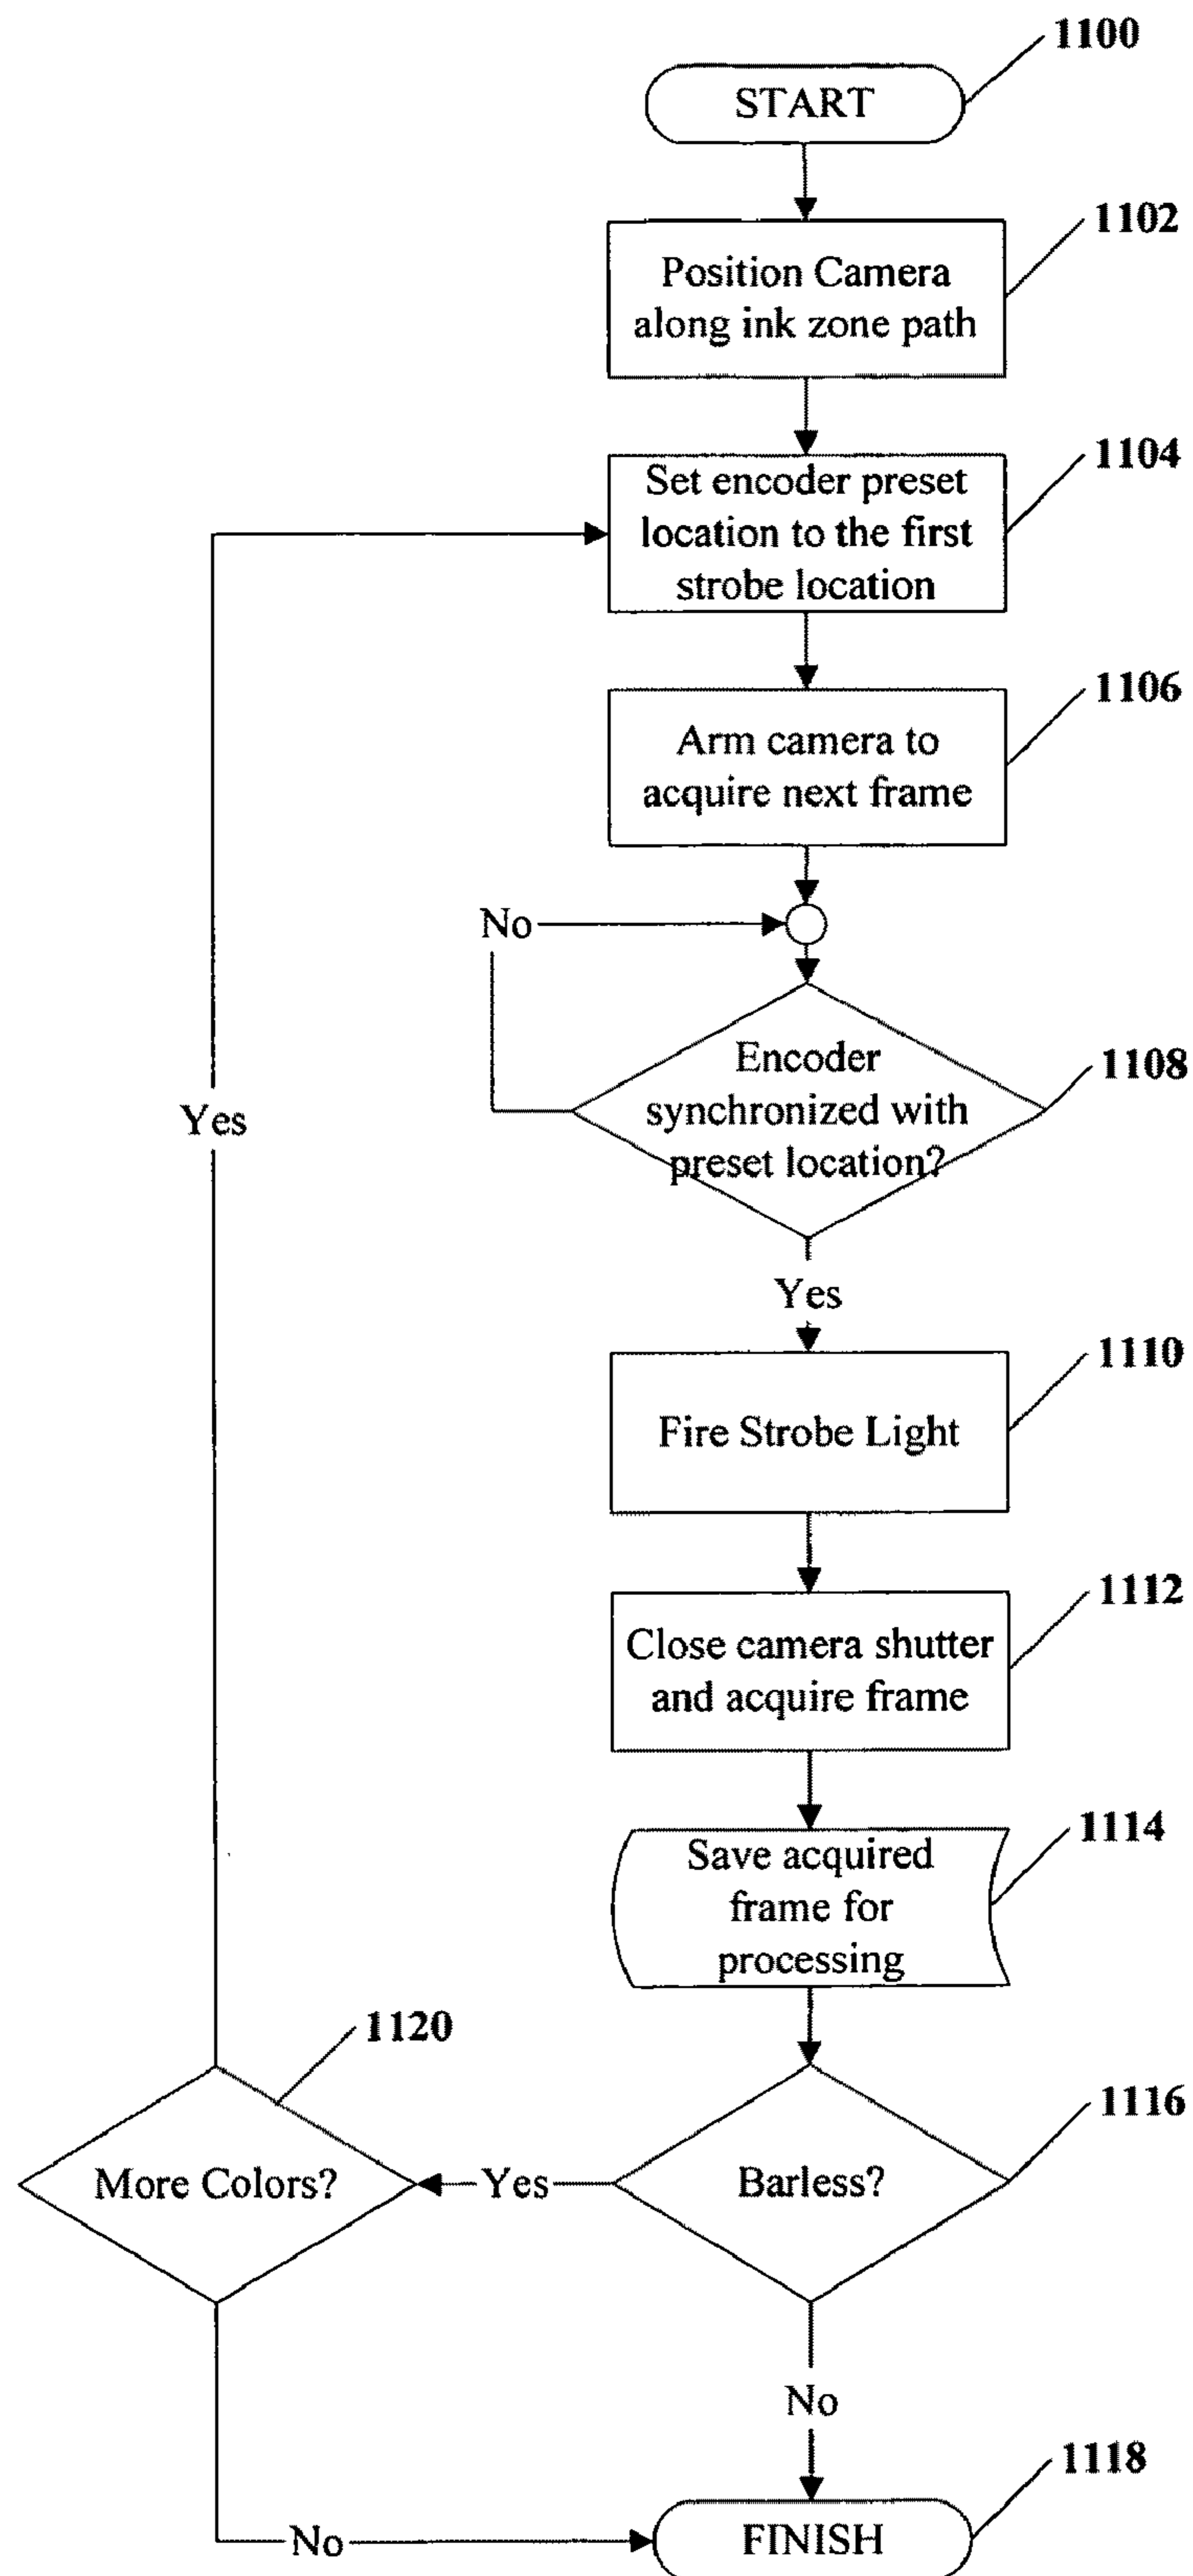 1100
START
1102
Position Camera
along ink zone path
1104
Set encoder preset
location to the first
strobe location
1106
Arm camera to
acquire next frame
No
Encoder
synchronized with
preset location?
1108
Yes
Yes
1110
Fire Strobe Light
1112
Close camera shutter
and acquire frame
1114
Save acquired
frame for
processing
1120
1116
More Colors?
Yes
Barless?
No
1118
No
FINISH